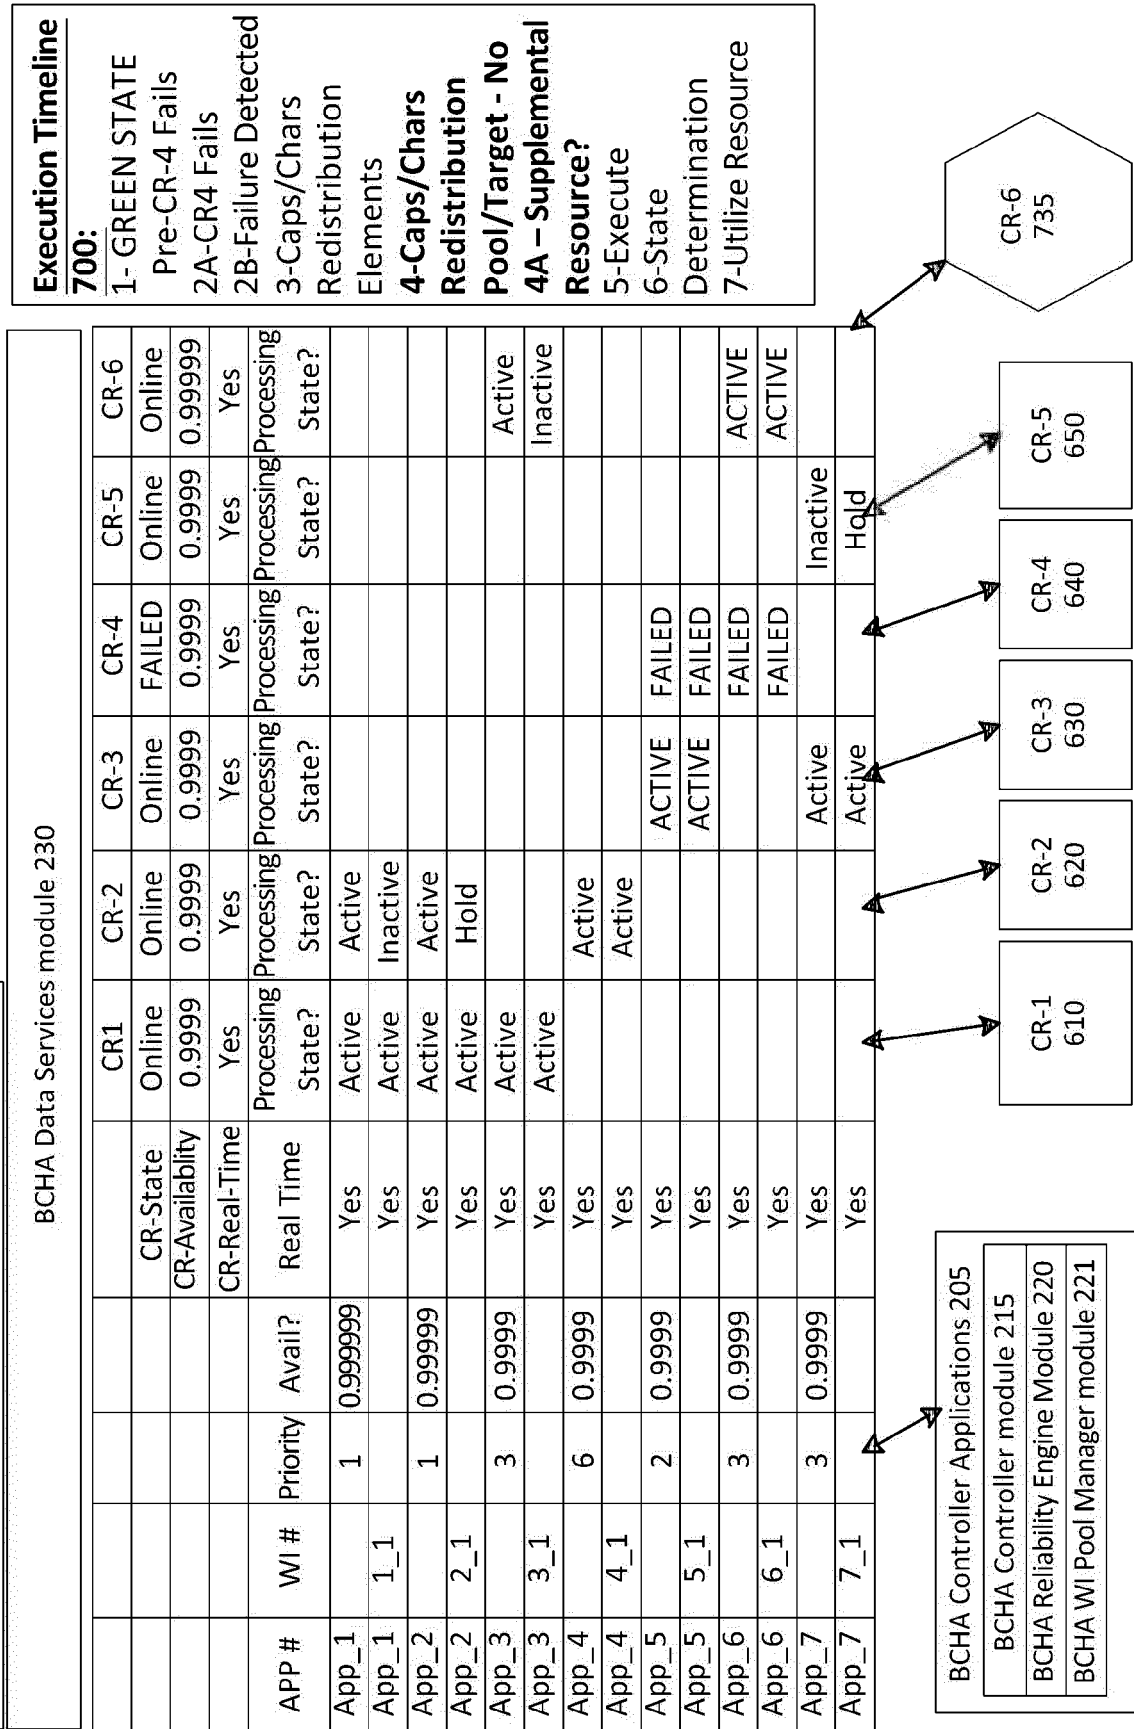 BCHA Data Services module 230
CR1 CR-2 CR-3 CR-4 CR-5 CR-6
CR-State Online Online Online FAILED Online Online
CR-Availablity 0.9999 0.9999 0.9999 0.9999 0.9999 0.99999
CR-Real-Time Yes Yes Yes Yes Yes Yes
APP # WI # Priority Avail? Real Time Processing State? Processing State? Processing State? Processing State? Processing State? Processing State?
App_1 1 0.999999 Yes Active Active
App_1 1_1 Yes Active Inactive
App_2 1 0.99999 Yes Active Active
App_2 2_1 Yes Active Hold
App_3 3 0.9999 Yes Active Active
App_3 3_1 Yes Active Inactive
App_4 6 0.9999 Yes Active
App_4 4_1 Yes Active
App_5 2 0.9999 Yes ACTIVE FAILED
App_5 5_1 Yes ACTIVE FAILED
App_6 3 0.9999 Yes FAILED ACTIVE
App_6 6_1 Yes FAILED ACTIVE
App_7 3 0.9999 Yes Active Inactive
App_7 7_1 Yes Active Hold
Execution Timeline
700:
1- GREEN STATE
Pre-CR-4 Fails
2A-CR4 Fails
2B-Failure Detected
3-Caps/Chars
Redistribution
Elements
4-Caps/Chars
Redistribution
Pool/Target - No
4A – Supplemental
Resource?
5-Execute
6-State
Determination
7-Utilize Resource
BCHA Controller Applications 205
BCHA Controller module 215
BCHA Reliability Engine Module 220
BCHA WI Pool Manager module 221
CR-1
610
CR-2
620
CR-3
630
CR-4
640
CR-5
650
CR-6
735